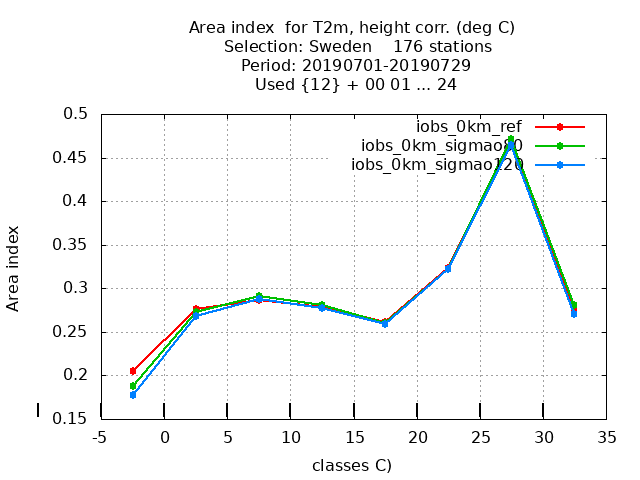 Area index  for T2m, height corr. (deg C)
Selection: Sweden    176 stations
Period: 20190701-20190729
Used {12} + 00 01 ... 24
0.5
0.45
0.4
0.35
0.3
0.25
0.2
0.15
Area index
iobs_0km_ref
iobs_0km_sigmao80
iobs_0km_sigmao120
-5 0 5 10 15 20 25 30 35
classes C)